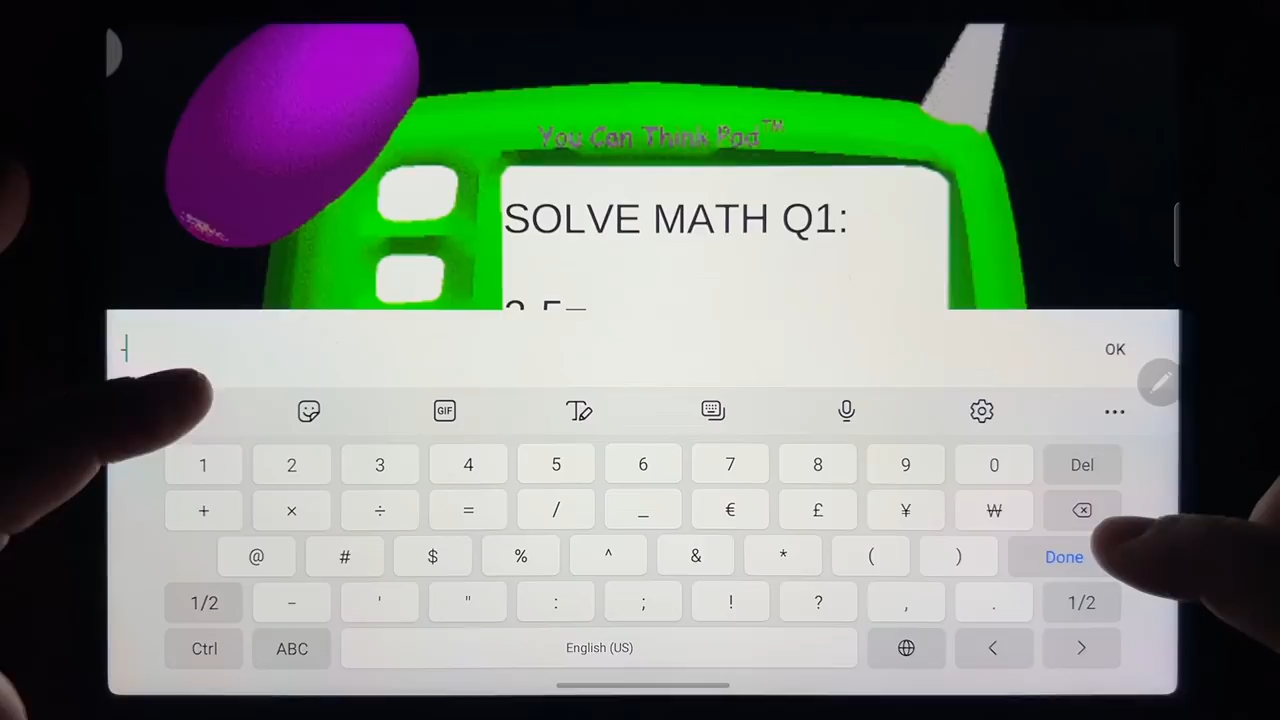 You Can Think Pad™
SOLVE MATH Q1:
-
OK
GIF
1 2 3 4 5 6 7 8 9 0 Del
+ × ÷ = / _ € £ ¥ ₩
@ # $ % ^ & * ( ) Done
1/2 - ' " : ; ! ? , . 1/2
Ctrl ABC English (US) < >